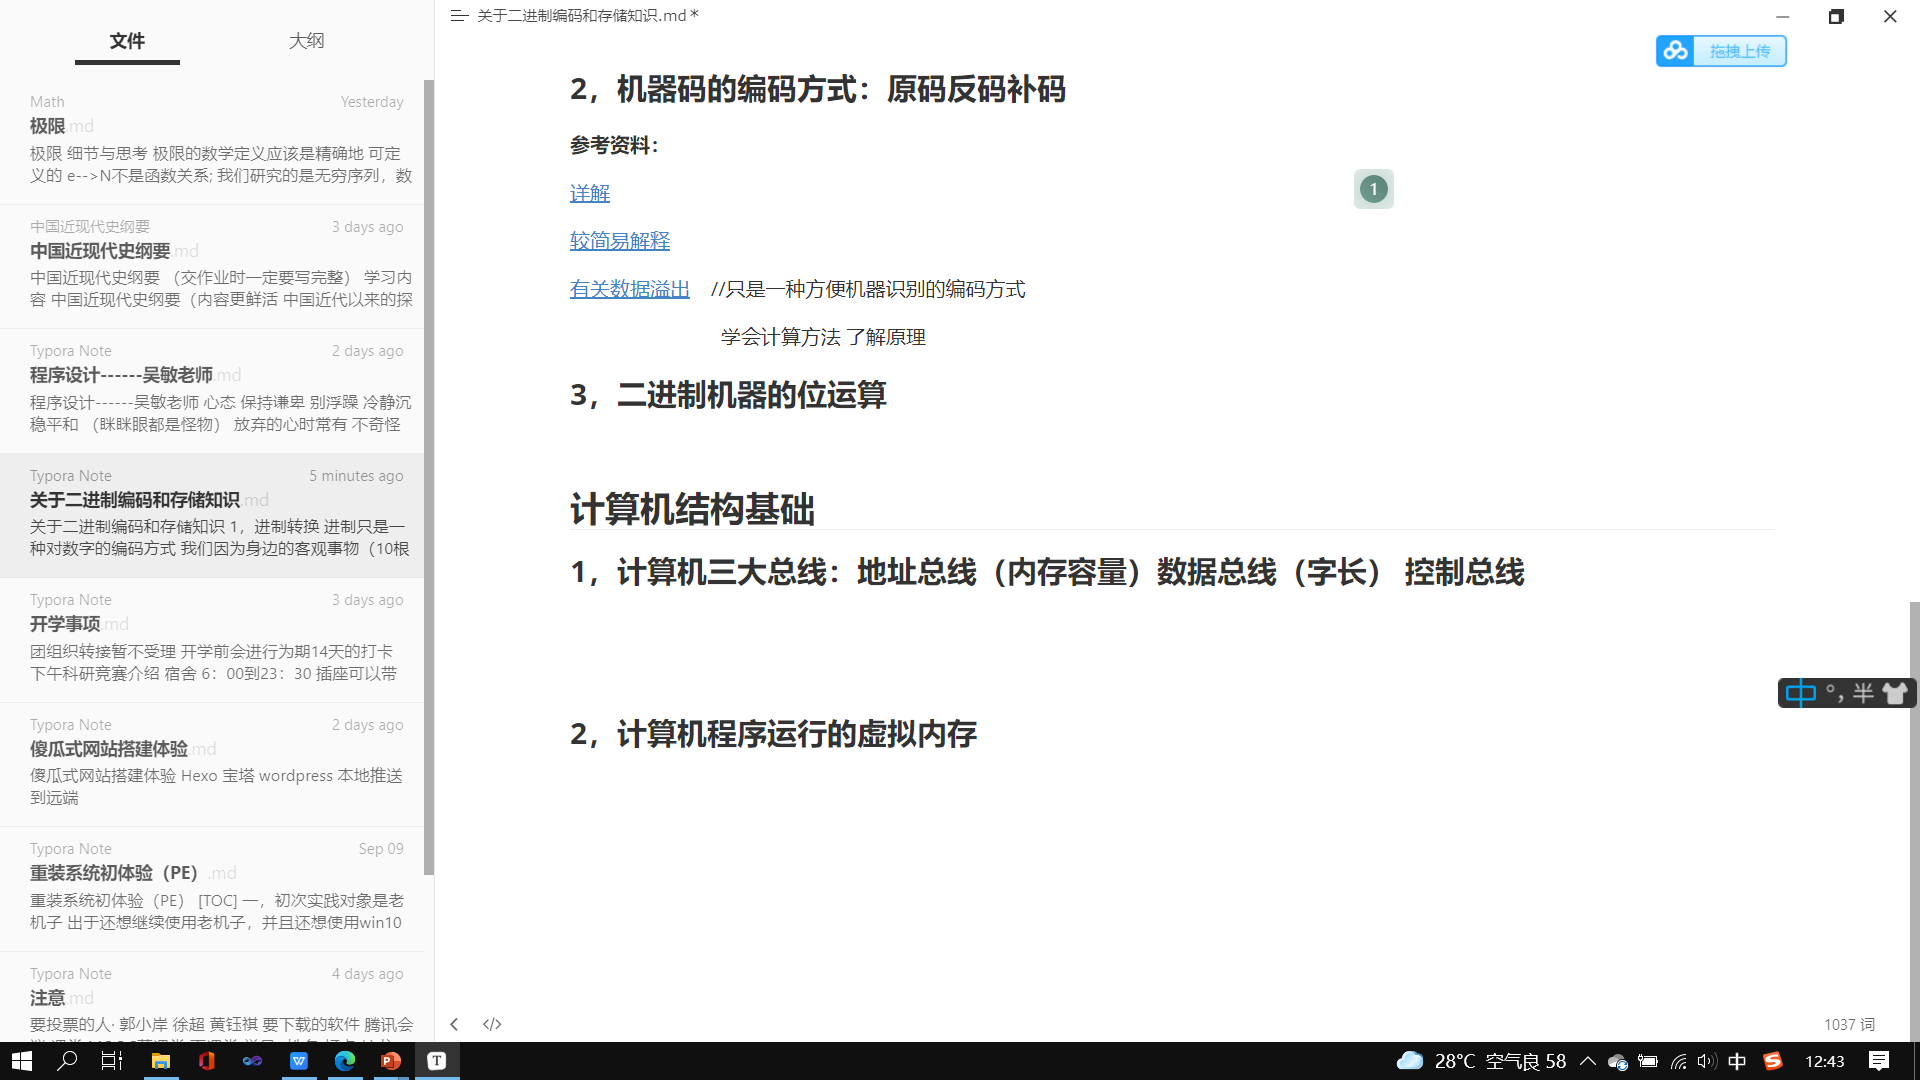 文件
大纲
关于二进制编码和存储知识.md *
拖拽上传
Math
Yesterday
极限.md
极限 细节与思考 极限的数学定义应该是精确地 可定
义的 e-->N不是函数关系; 我们研究的是无穷序列，数
中国近现代史纲要
3 days ago
中国近现代史纲要.md
中国近现代史纲要 （交作业时一定要写完整） 学习内
容 中国近现代史纲要（内容更鲜活 中国近代以来的探
Typora Note
2 days ago
程序设计------吴敏老师.md
程序设计------吴敏老师 心态 保持谦卑 别浮躁 冷静沉
稳平和 （眯眯眼都是怪物） 放弃的心时常有 不奇怪
Typora Note
5 minutes ago
关于二进制编码和存储知识.md
关于二进制编码和存储知识 1，进制转换 进制只是一
种对数字的编码方式 我们因为身边的客观事物（10根
Typora Note
3 days ago
开学事项.md
团组织转接暂不受理 开学前会进行为期14天的打卡
下午科研竞赛介绍 宿舍 6：00到23：30 插座可以带
Typora Note
2 days ago
傻瓜式网站搭建体验.md
傻瓜式网站搭建体验 Hexo 宝塔 wordpress 本地推送
到远端
Typora Note
Sep 09
重装系统初体验（PE）.md
重装系统初体验（PE） [TOC] 一，初次实践对象是老
机子 出于还想继续使用老机子，并且还想使用win10
Typora Note
4 days ago
注意.md
要投票的人· 郭小岸 徐超 黄钰祺 要下载的软件 腾讯会
2，机器码的编码方式：原码反码补码
参考资料：
详解
1
较简易解释
有关数据溢出 //只是一种方便机器识别的编码方式
学会计算方法 了解原理
3，二进制机器的位运算
计算机结构基础
1，计算机三大总线：地址总线（内存容量）数据总线（字长） 控制总线
中 °, 半
2，计算机程序运行的虚拟内存
</>
1037 词
28°C 空气良 58
中
12:43